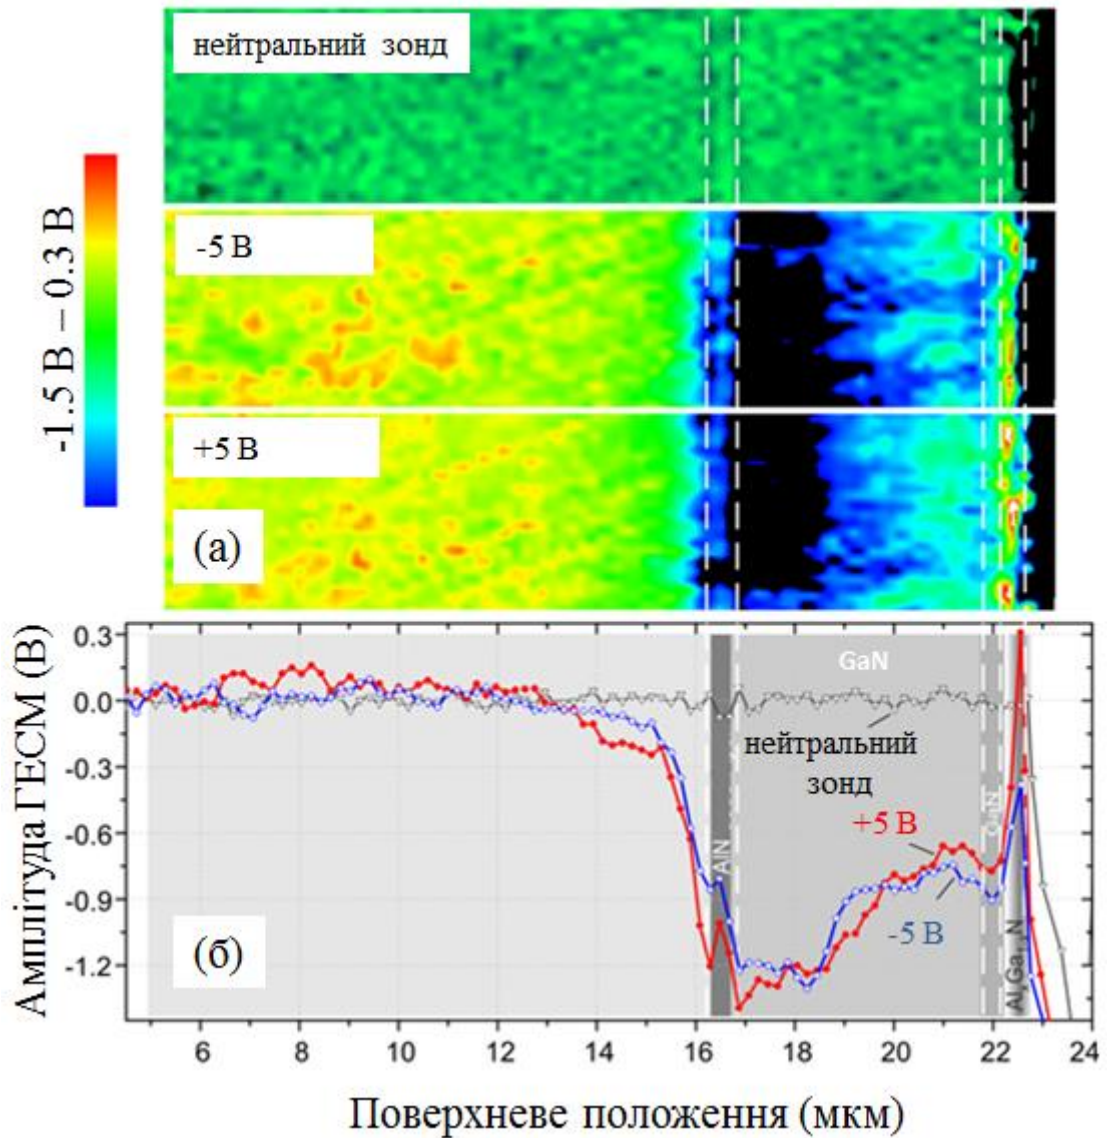 нейтральний зонд
-5 В
+5 В
-1.5 В – 0.3 В
(а)
Амплітуда ГЕСМ (В)
0.3
0.0
-0.3
-0.6
-0.9
-1.2
GaN
нейтральний
зонд
+5 В
-5 В
AlN
GaN
(б)
6 8 10 12 14 16 18 20 22 24
Поверхневе положення (мкм)